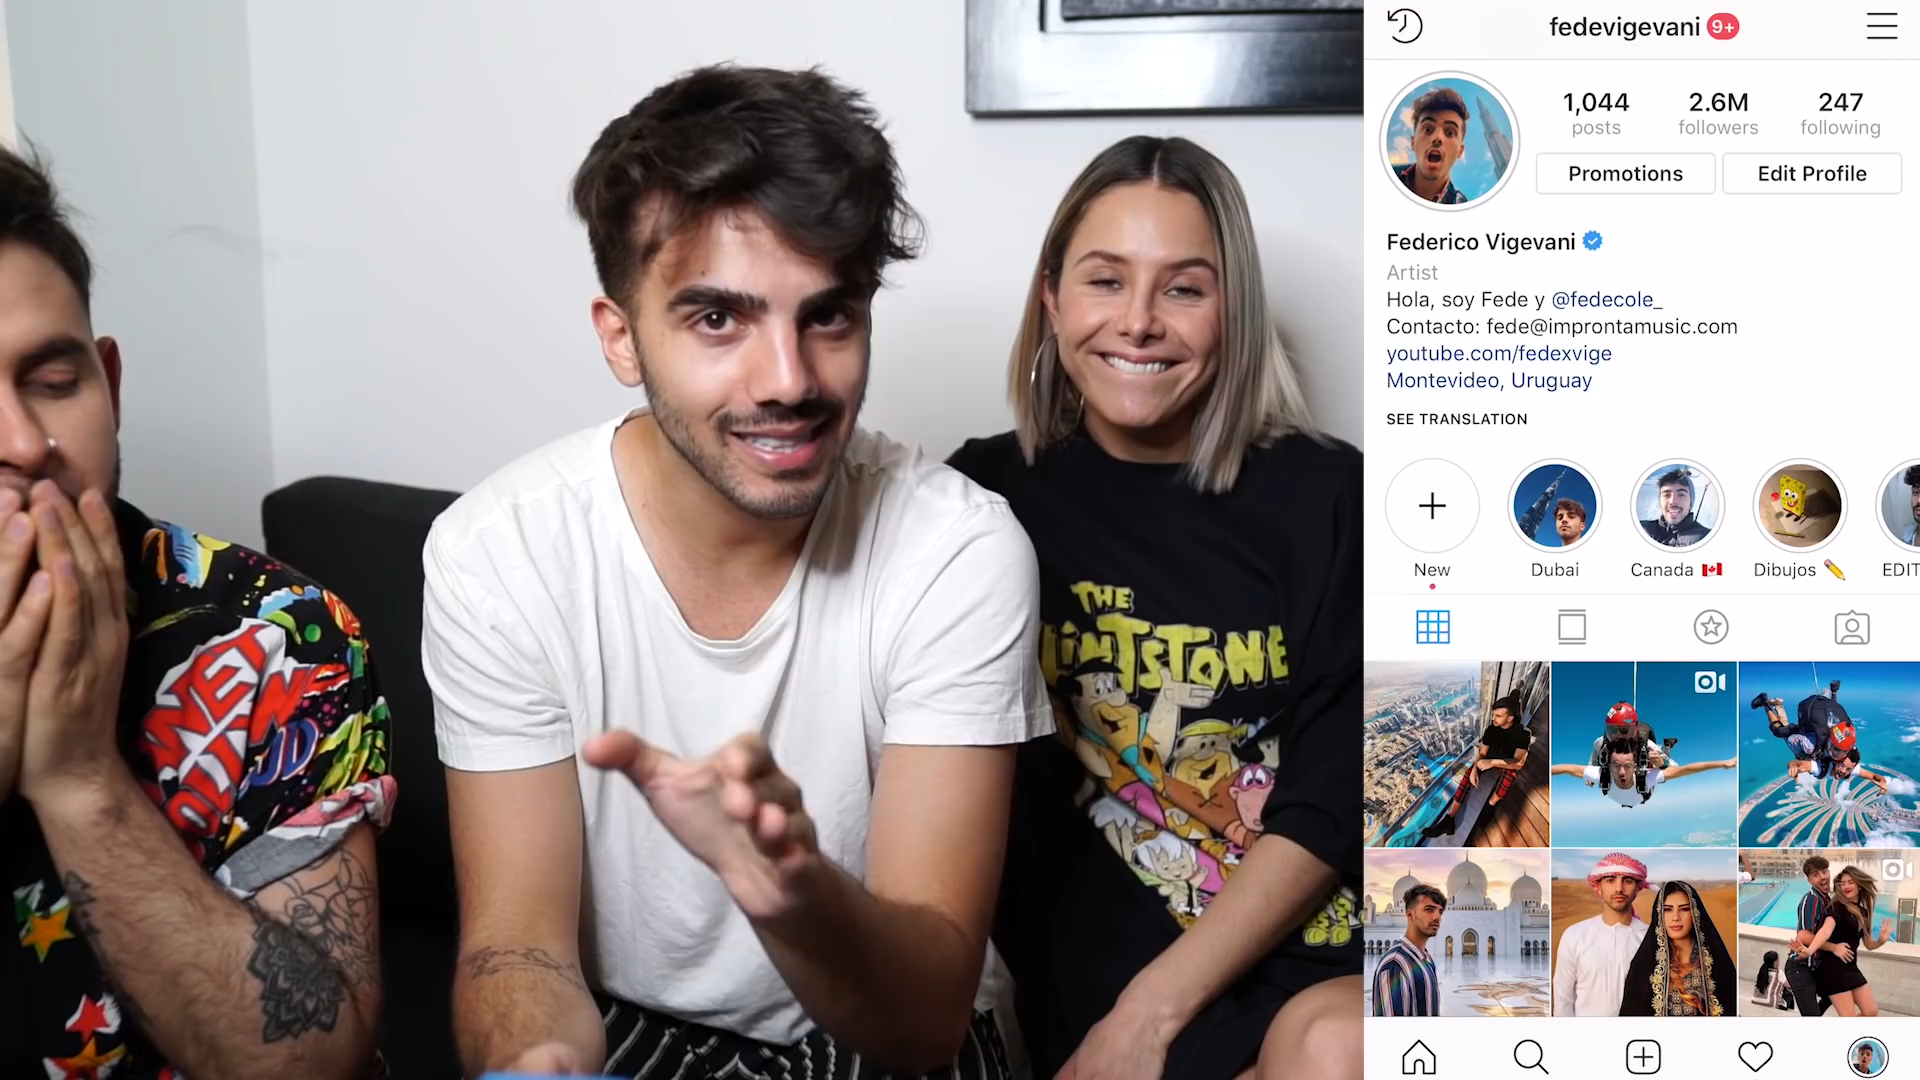 fedevigevani 9+
1,044 2.6M 247
posts followers following
Promotions Edit Profile
Federico Vigevani
Artist
Hola, soy Fede y @fedecole_
Contacto: fede@improntamusic.com
youtube.com/fedexvige
Montevideo, Uruguay
SEE TRANSLATION
New Dubai Canada Dibujos EDIT
THE
LINTSTONE